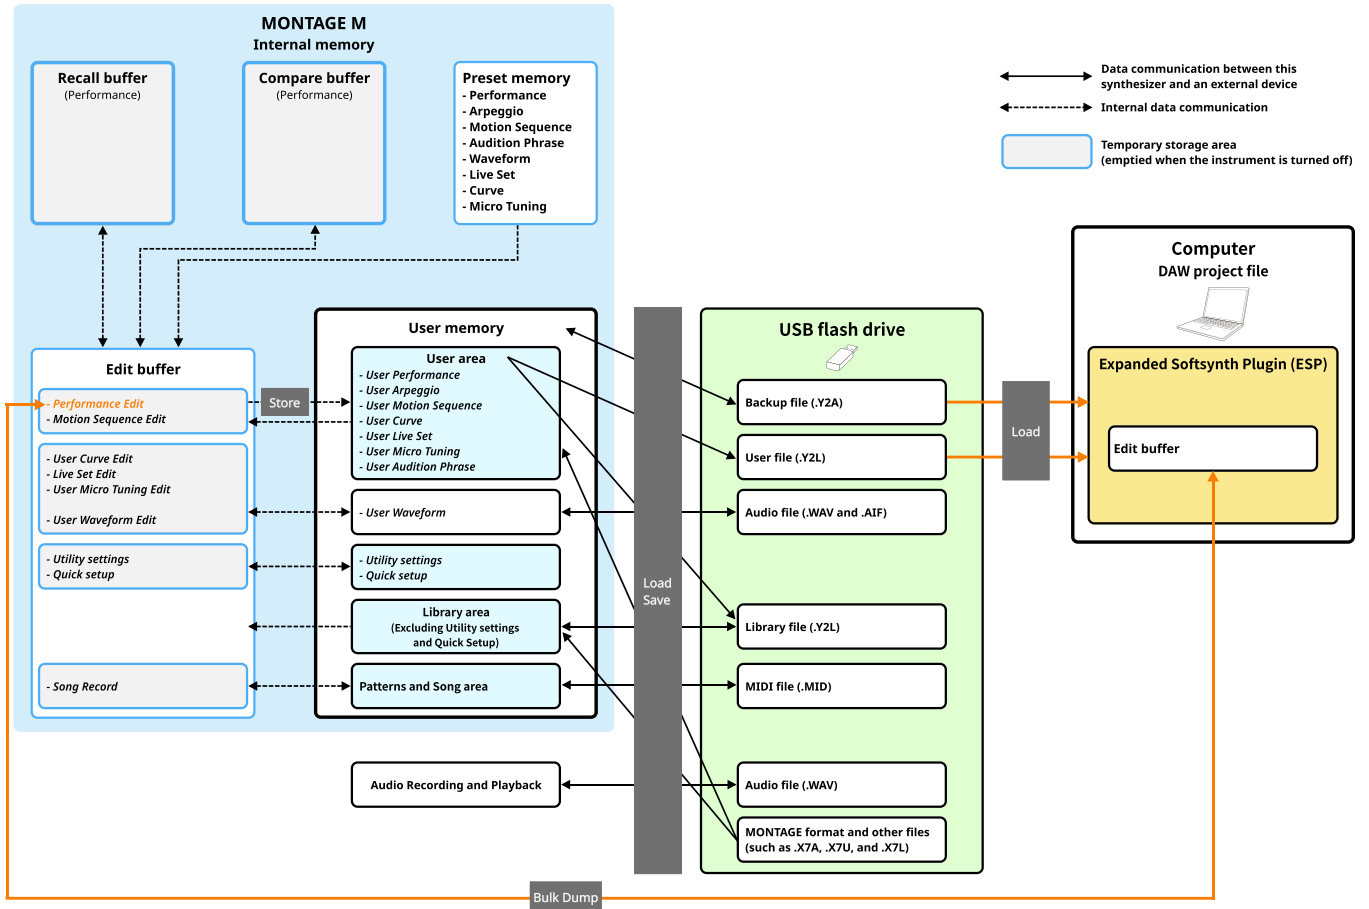 MONTAGE M
Internal memory
Recall buffer
(Performance)
Compare buffer
(Performance)
Preset memory
- Performance
- Arpeggio
- Motion Sequence
- Audition Phrase
- Waveform
- Live Set
- Curve
- Micro Tuning
Data communication between this
synthesizer and an external device
Internal data communication
Temporary storage area
(emptied when the instrument is turned off)
Edit buffer
- Performance Edit
- Motion Sequence Edit
- User Curve Edit
- Live Set Edit
- User Micro Tuning Edit
- User Waveform Edit
- Utility settings
- Quick setup
- Song Record
Store
User memory
User area
- User Performance
- User Arpeggio
- User Motion Sequence
- User Curve
- User Live Set
- User Micro Tuning
- User Audition Phrase
- User Waveform
- Utility settings
- Quick setup
Library area
(Excluding Utility settings
and Quick Setup)
Patterns and Song area
Audio Recording and Playback
Load
Save
USB flash drive
Backup file (.Y2A)
User file (.Y2L)
Audio file (.WAV and .AIF)
Library file (.Y2L)
MIDI file (.MID)
Audio file (.WAV)
MONTAGE format and other files
(such as .X7A, .X7U, and .X7L)
Load
Computer
DAW project file
Expanded Softsynth Plugin (ESP)
Edit buffer
Bulk Dump